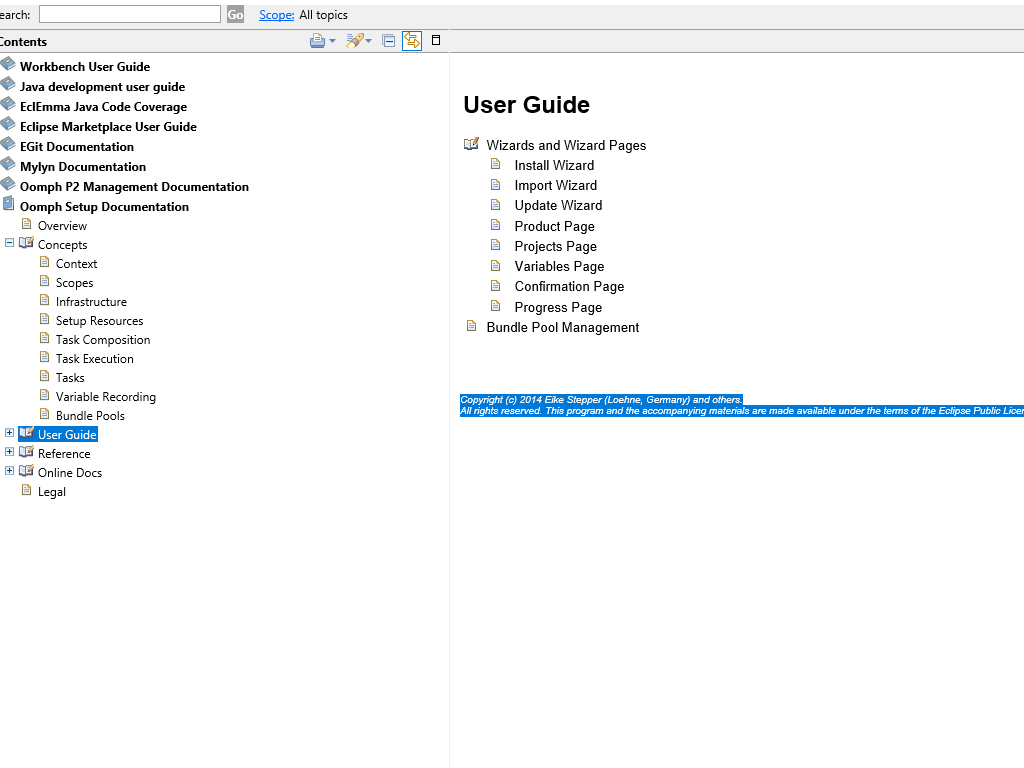 earch:
Go
Scope: All topics
Contents
Workbench User Guide
Java development user guide
EclEmma Java Code Coverage
Eclipse Marketplace User Guide
EGit Documentation
Mylyn Documentation
Oomph P2 Management Documentation
Oomph Setup Documentation
Overview
Concepts
Context
Scopes
Infrastructure
Setup Resources
Task Composition
Task Execution
Tasks
Variable Recording
Bundle Pools
User Guide
Reference
Online Docs
Legal
User Guide
Wizards and Wizard Pages
Install Wizard
Import Wizard
Update Wizard
Product Page
Projects Page
Variables Page
Confirmation Page
Progress Page
Bundle Pool Management
Copyright (c) 2014 Eike Stepper (Loehne, Germany) and others.
All rights reserved. This program and the accompanying materials are made available under the terms of the Eclipse Public Licen